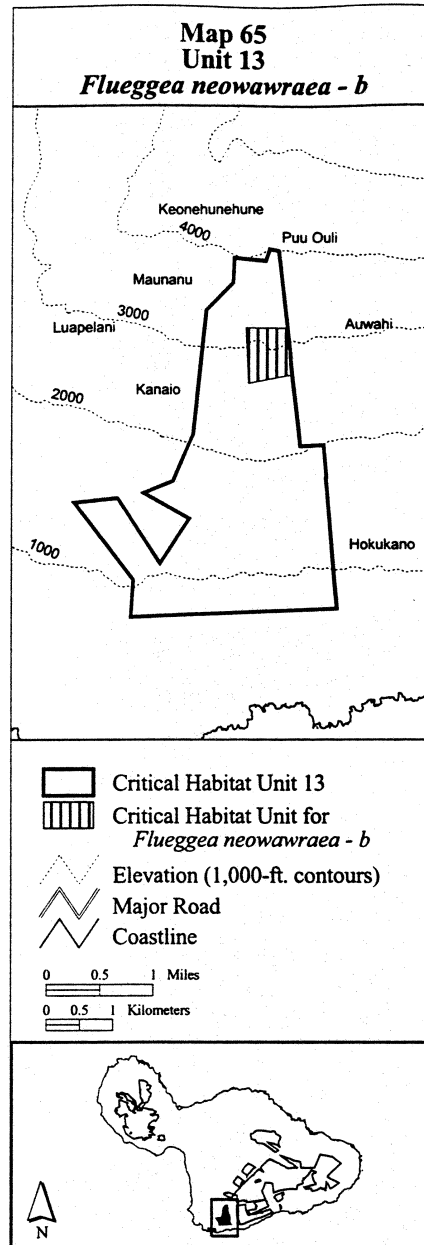 Map 65
Unit 13
Flueggea neowawraea - b
Keonehunehune
4000
Puu Ouli
Maunanu
3000
Luapelani
Auwahi
Kanaio
2000
1000
Hokukano
Critical Habitat Unit 13
Critical Habitat Unit for
Flueggea neowawraea - b
Elevation (1,000-ft. contours)
Major Road
Coastline
0 0.5 1 Miles
0 0.5 1 Kilometers
N